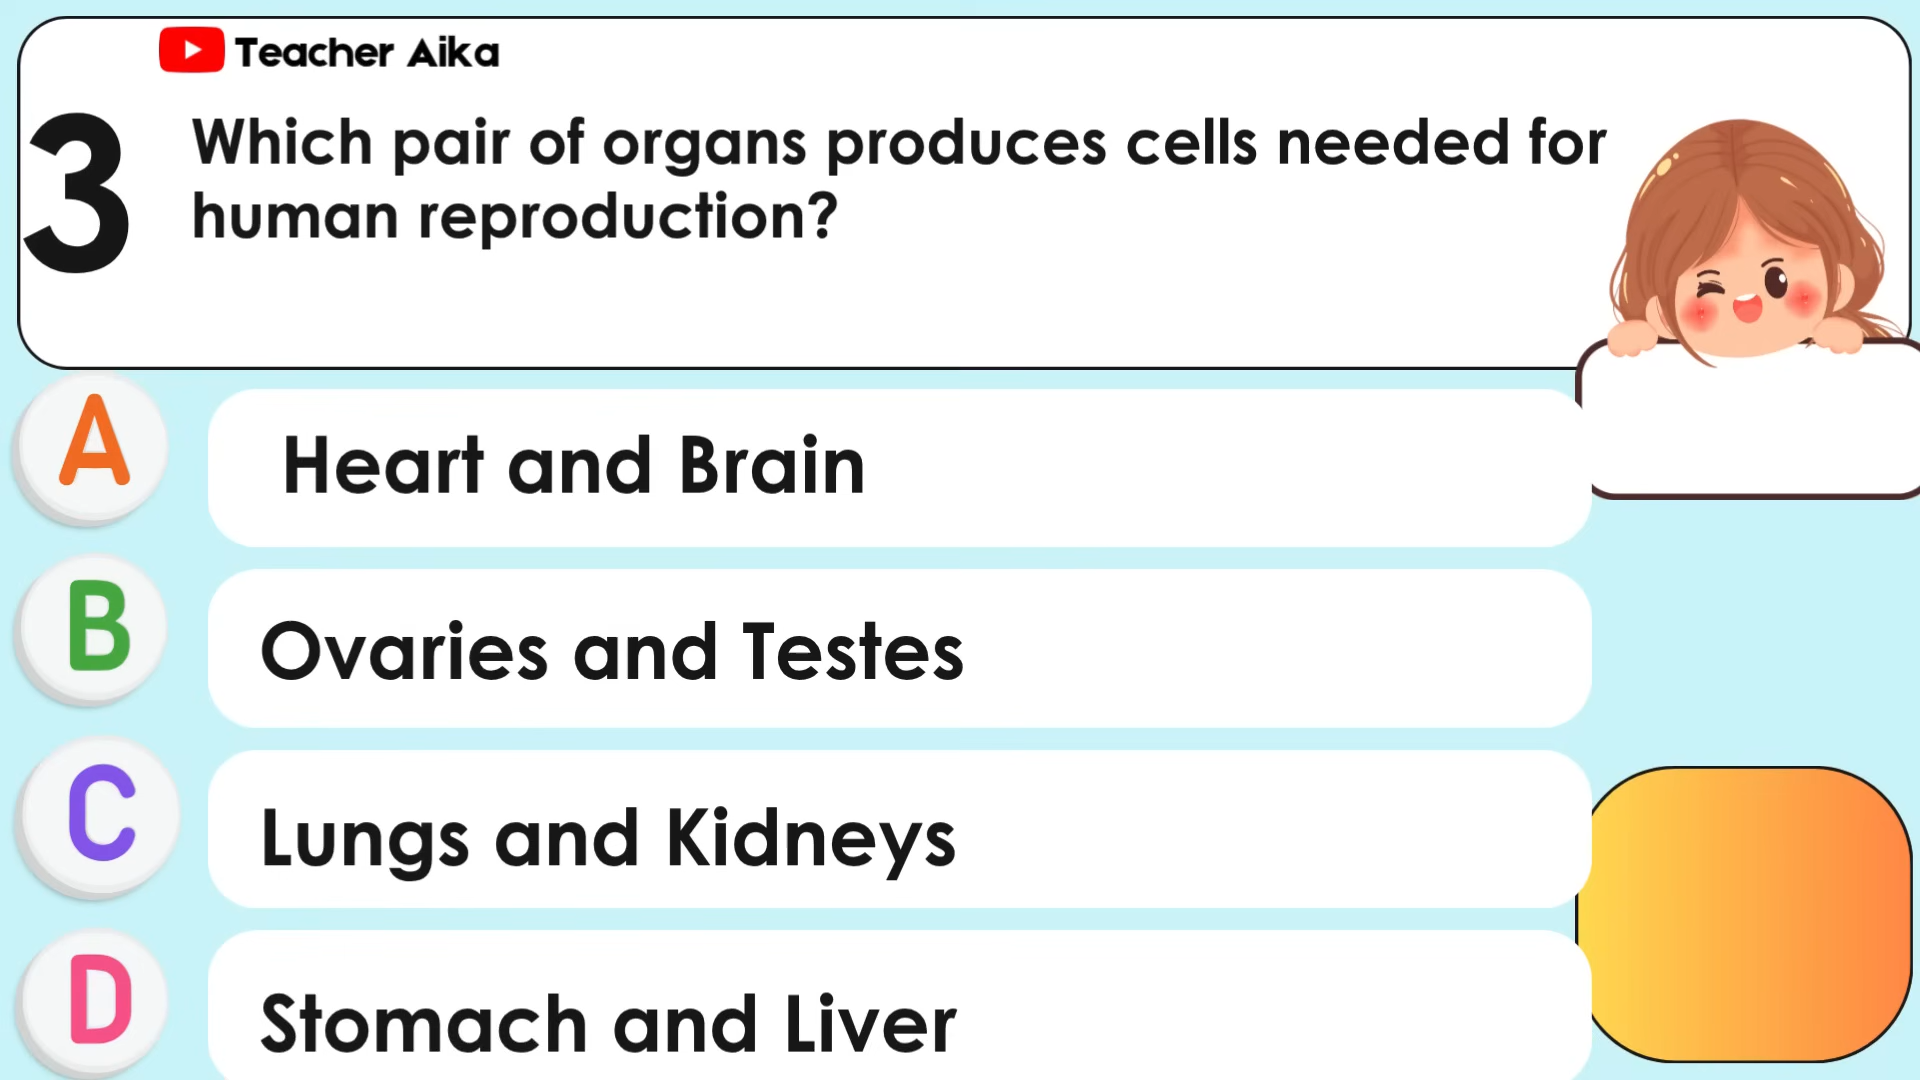 Teacher Aika
3
Which pair of organs produces cells needed for
human reproduction?
A
Heart and Brain
B
Ovaries and Testes
C
Lungs and Kidneys
D
Stomach and Liver